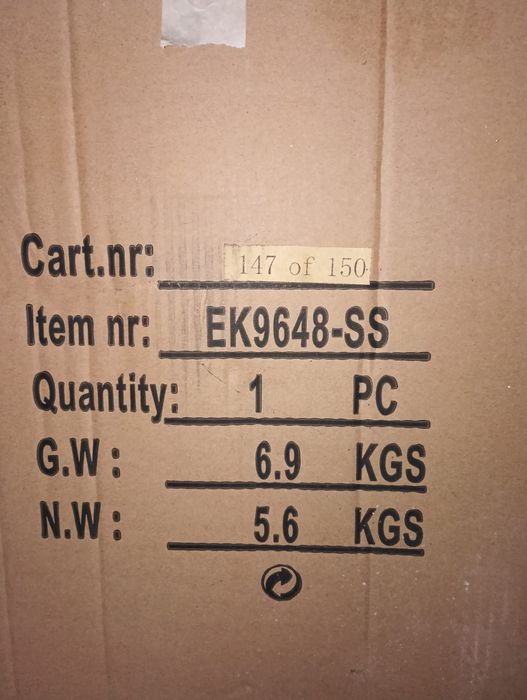 Cart.nr: 147 of 150
Item nr: EK9648-SS
Quantity: 1 PC
G.W: 6.9 KGS
N.W: 5.6 KGS